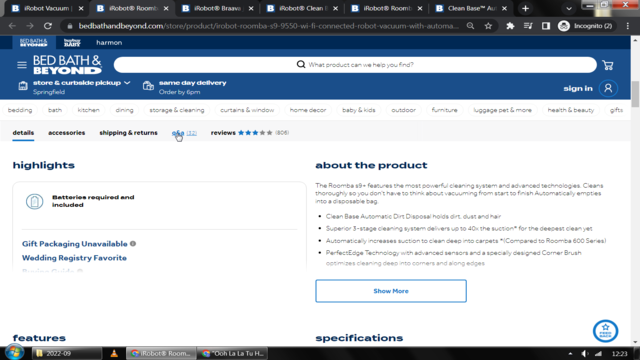 iRobot Vacuum
iRobot® Roomb
iRobot® Braava
iRobot® Clean
iRobot® Roomb
Clean Base™ Aut
bedbathandbeyond.com/store/product/irobot-roomba-s9-9550-wi-fi-connected-robot-vacuum-with-automa...
Incognito (2)
BED BATH & BEYOND
harmon
BED BATH &
BEYOND
What product can we help you find?
store & curbside pickup
Springfield
same day delivery
Order by 6pm
sign in
bedding bath kitchen dining storage & cleaning curtains & window home decor baby & kids outdoor furniture luggage pet & more health & beauty gifts
details accessories shipping & returns q&a (32) reviews (806)
highlights
Batteries required and
included
Gift Packaging Unavailable
Wedding Registry Favorite
Buying Guide
about the product
The Roomba s9+ features the most powerful cleaning system and advanced technologies. Cleans
thoroughly so you don't have to think about vacuuming from start to finish Automatically empties
into a disposable bag.
• Clean Base Automatic Dirt Disposal holds dirt, dust and hair
• Superior 3-stage cleaning system delivers up to 40x the suction* for the deepest clean yet
• Automatically increases suction to clean deep into carpets *(Compared to Roomba 600 Series)
• PerfectEdge Technology with advanced sensors and a specially designed Corner Brush
optimizes cleaning deep into corners and along edges
Show More
features
specifications
FEED
BACK
2022-09
iRobot® Room...
"Ooh La La Tu H...
12:23